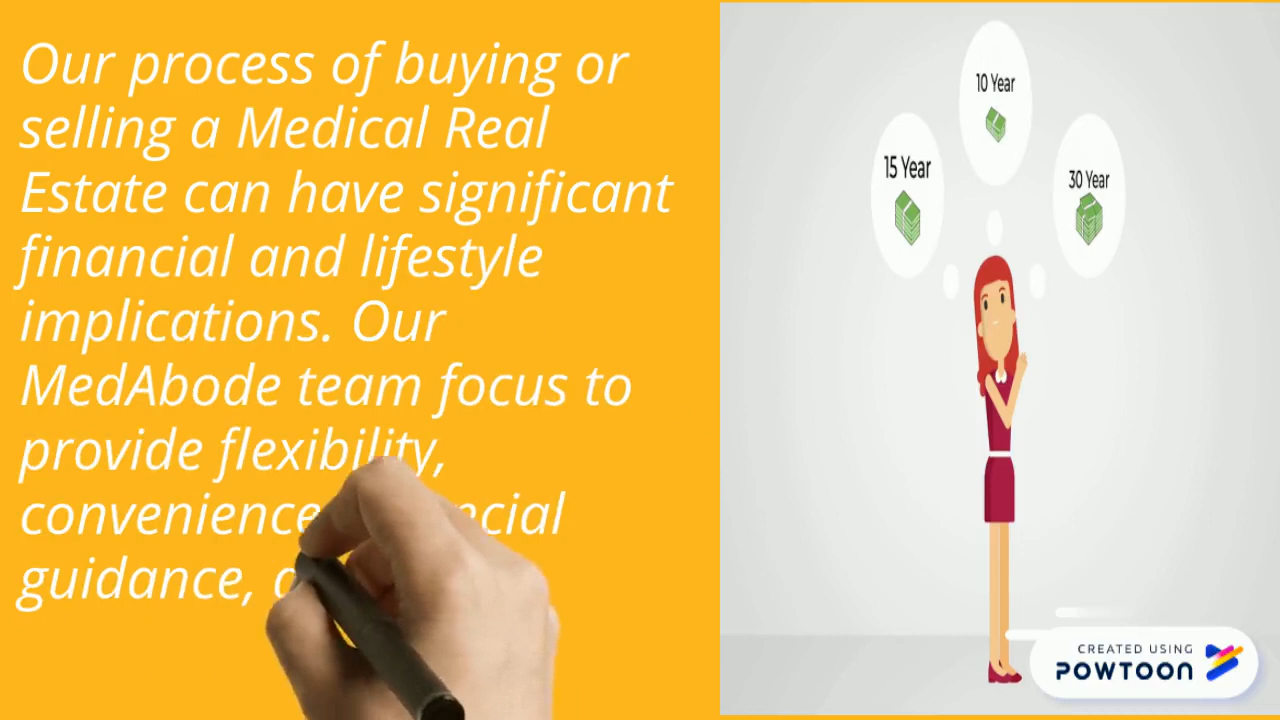 Our process of buying or
selling a Medical Real
Estate can have significant
financial and lifestyle
implications. Our
MedAbode team focus to
provide flexibility,
convenience
guidance,
10 Year
15 Year
30 Year
CREATED USING
POWTOON